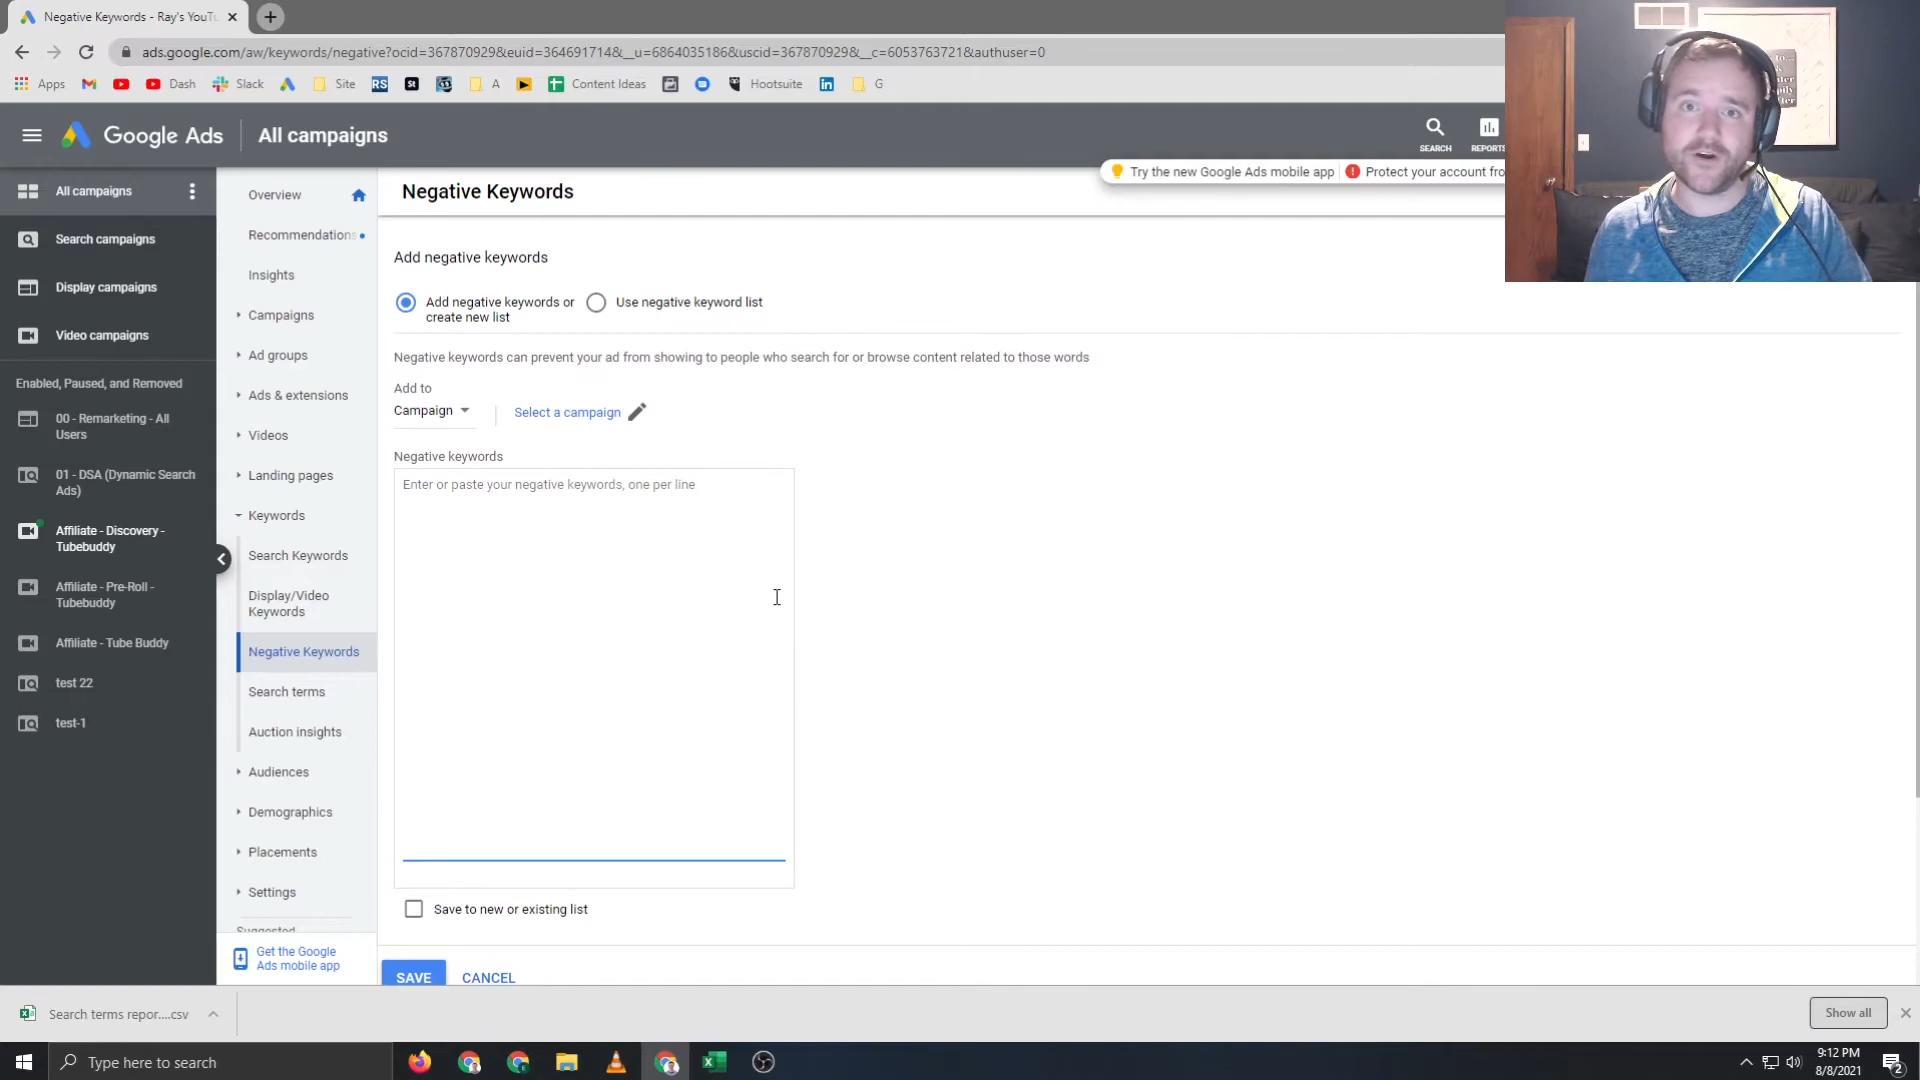 Negative Keywords - Ray's YouTu
ads.google.com/aw/keywords/negative?ocid=367870929&euid=364691714&__u=6864035186&uscid=367870929&__c=6053763721&authuser=0
Apps
Dash
Slack
Site
RS
A
Content Ideas
Hootsuite
G
Google Ads
All campaigns
SEARCH
REPORTS
Try the new Google Ads mobile app
Protect your account fro
All campaigns
Search campaigns
Display campaigns
Video campaigns
Enabled, Paused, and Removed
00 - Remarketing - All
Users
01 - DSA (Dynamic Search
Ads)
Affiliate - Discovery -
Tubebuddy
Affiliate - Pre-Roll -
Tubebuddy
Affiliate - Tube Buddy
test 22
test-1
Overview
Recommendations
Insights
Campaigns
Ad groups
Ads & extensions
Videos
Landing pages
Keywords
Search Keywords
Display/Video
Keywords
Negative Keywords
Search terms
Auction insights
Audiences
Demographics
Placements
Settings
Suggested
Get the Google
Ads mobile app
Negative Keywords
Add negative keywords
Add negative keywords or
create new list
Use negative keyword list
Negative keywords can prevent your ad from showing to people who search for or browse content related to those words
Add to
Campaign
Select a campaign
Negative keywords
Enter or paste your negative keywords, one per line
Save to new or existing list
SAVE
CANCEL
Search terms repor....csv
Show all
Type here to search
9:12 PM
8/8/2021
2